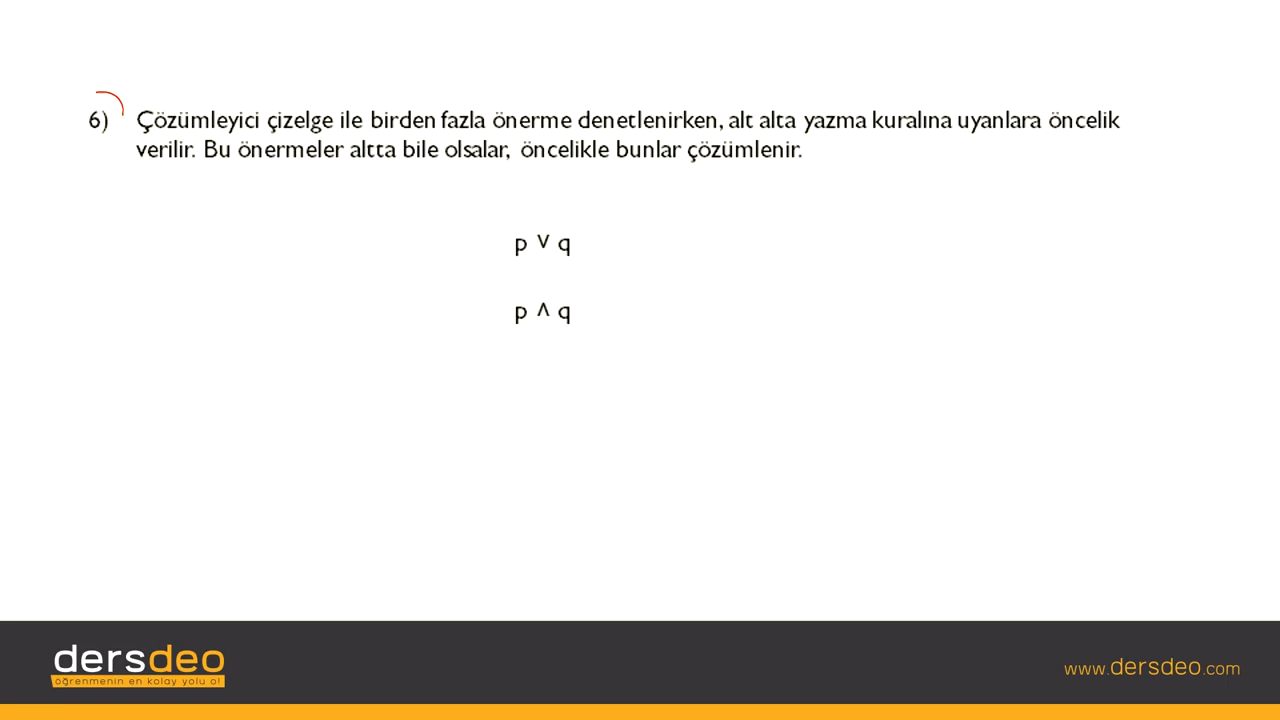 6) Çözümleyici çizelge ile birden fazla önerme denetlenirken, alt alta yazma kuralına uyanlara öncelik
verilir. Bu önermeler altta bile olsalar, öncelikle bunlar çözümlenir.
p ∨ q
p ∧ q
dersdeo
öğrenmenin en kolay yolu o!
www.dersdeo.com